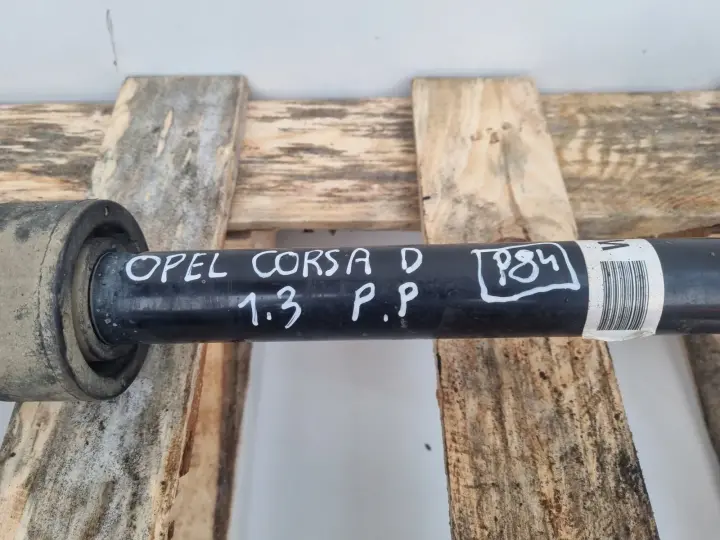 OPEL CORSA D
1.3 P.P
P84